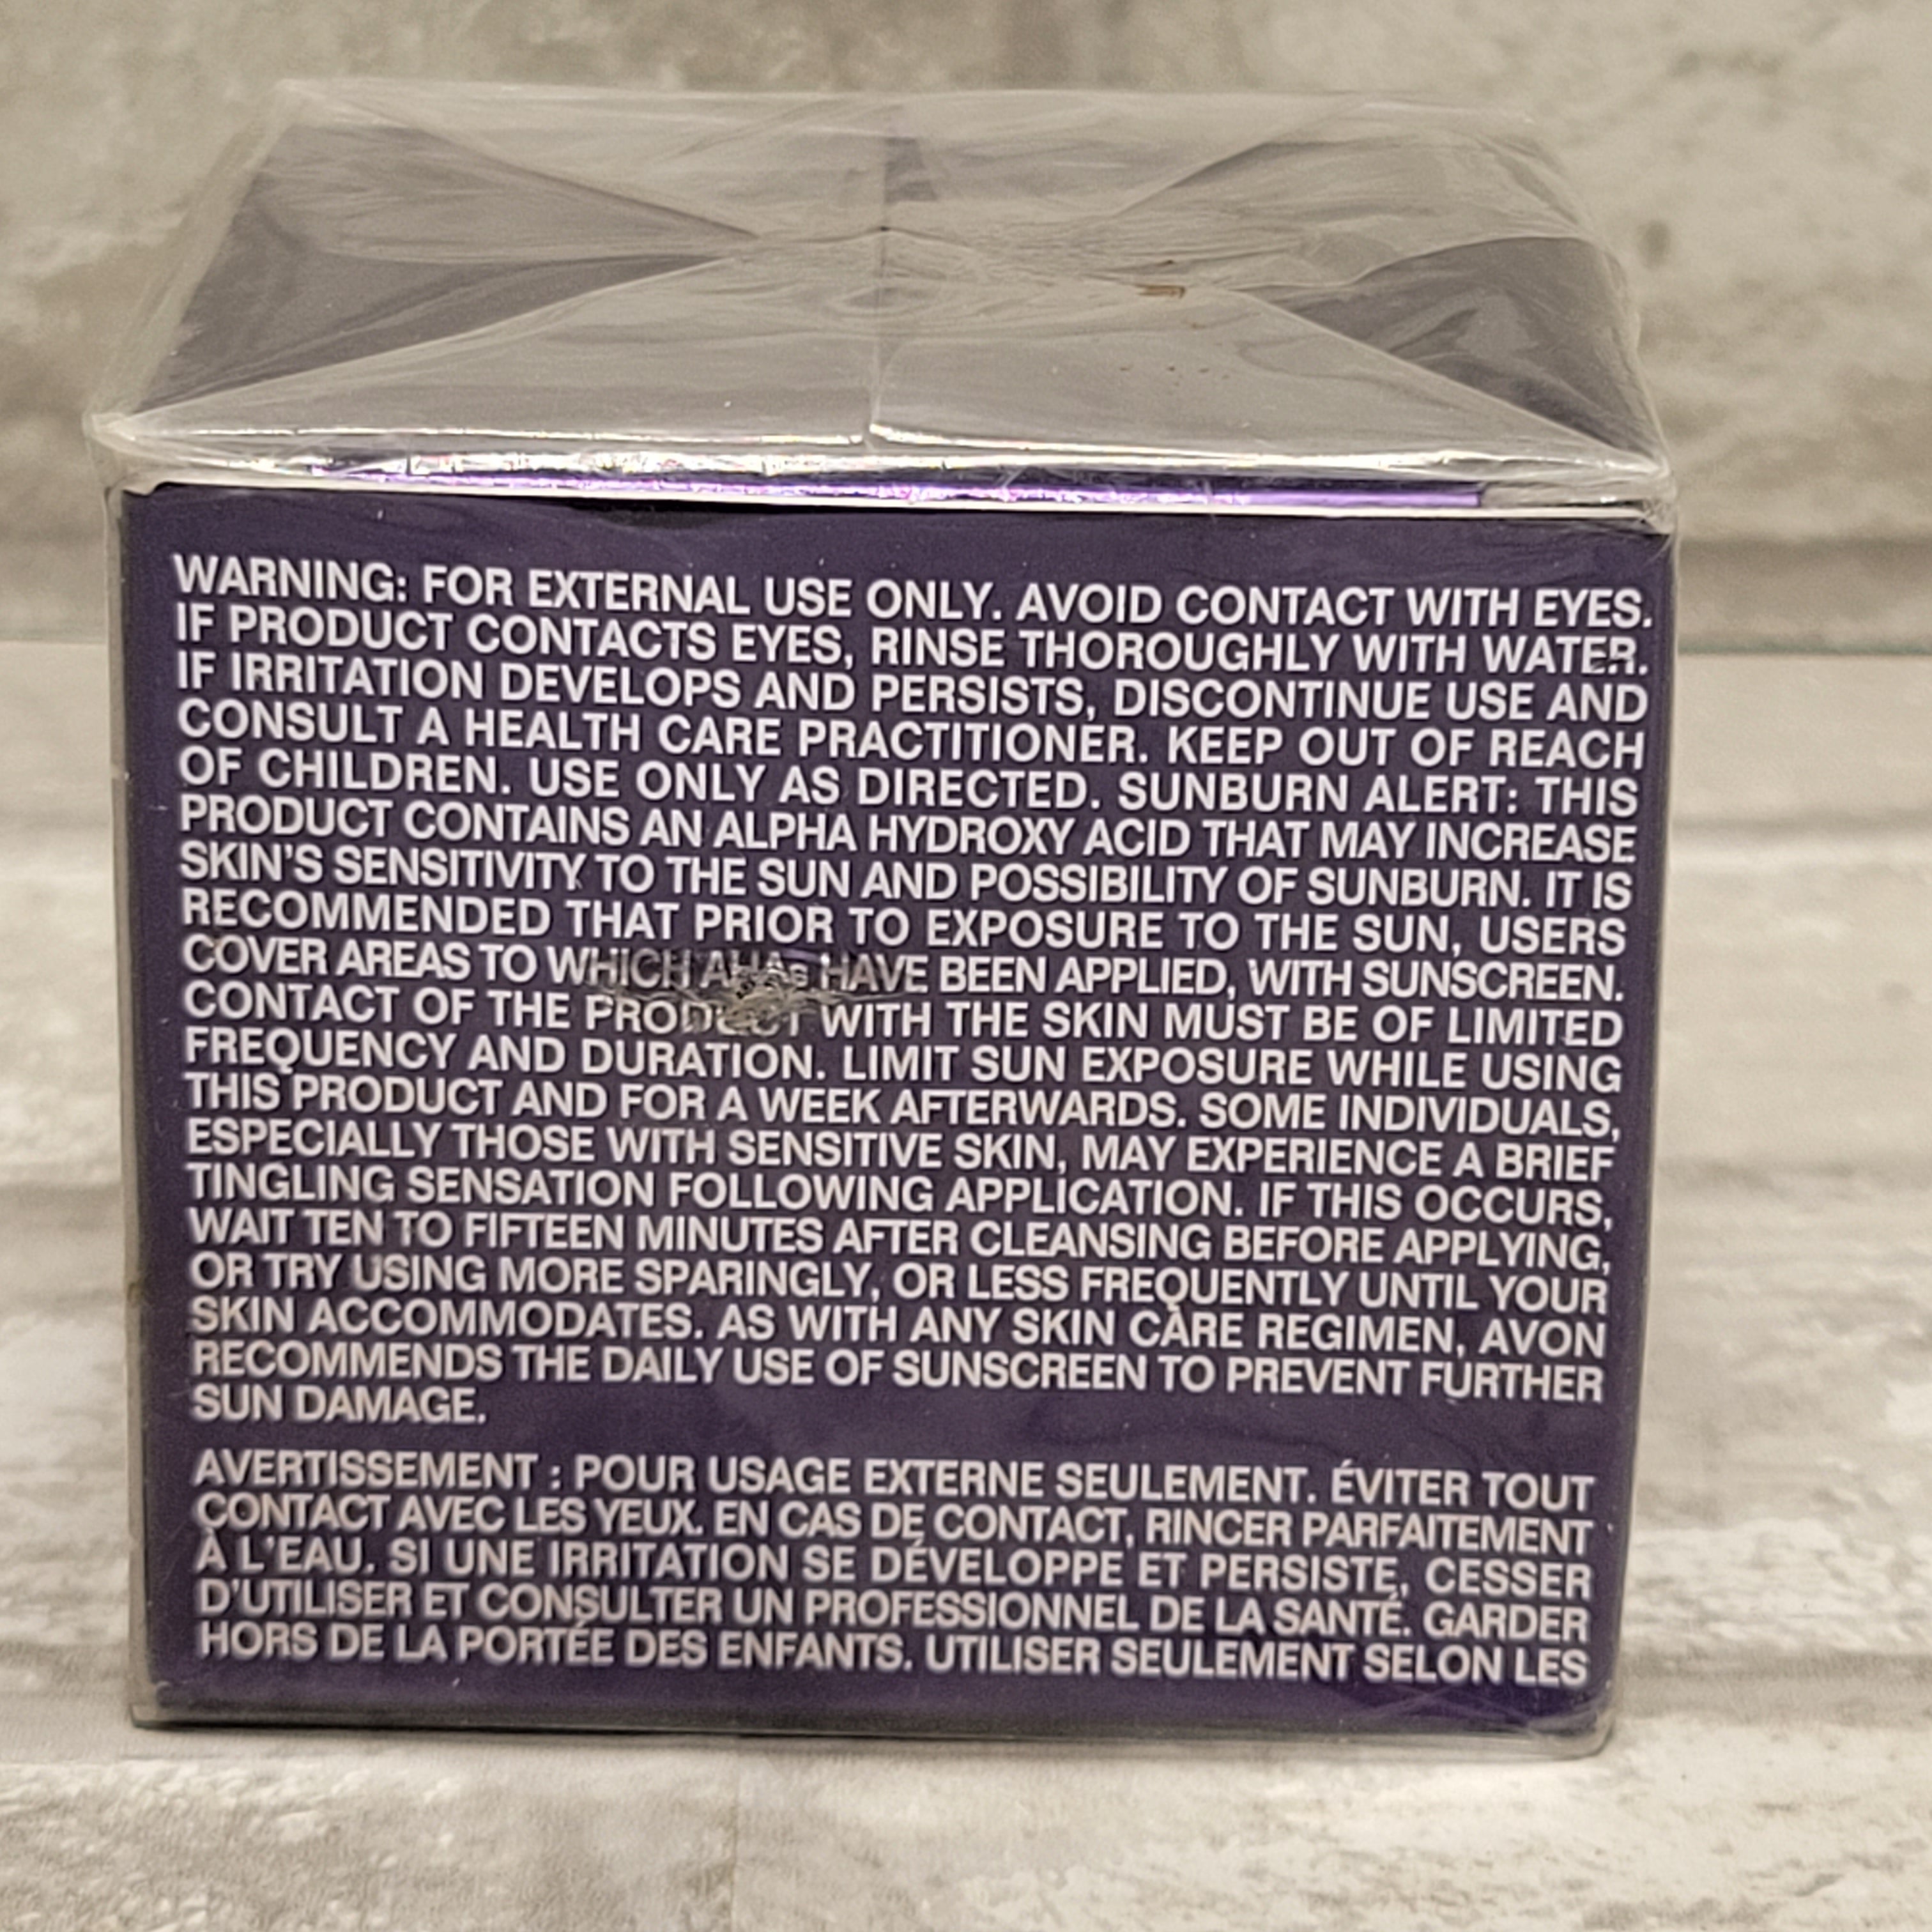 WARNING: FOR EXTERNAL USE ONLY. AVOID CONTACT WITH EYES.
IF PRODUCT CONTACTS EYES, RINSE THOROUGHLY WITH WATER.
IF IRRITATION DEVELOPS AND PERSISTS, DISCONTINUE USE AND
CONSULT A HEALTH CARE PRACTITIONER. KEEP OUT OF REACH
OF CHILDREN. USE ONLY AS DIRECTED. SUNBURN ALERT: THIS
PRODUCT CONTAINS AN ALPHA HYDROXY ACID THAT MAY INCREASE
SKIN'S SENSITIVITY TO THE SUN AND POSSIBILITY OF SUNBURN. IT IS
RECOMMENDED THAT PRIOR TO EXPOSURE TO THE SUN, USERS
COVER AREAS TO WHICH AHAs HAVE BEEN APPLIED, WITH SUNSCREEN.
CONTACT OF THE PRODUCT WITH THE SKIN MUST BE OF LIMITED
FREQUENCY AND DURATION. LIMIT SUN EXPOSURE WHILE USING
THIS PRODUCT AND FOR A WEEK AFTERWARDS. SOME INDIVIDUALS,
ESPECIALLY THOSE WITH SENSITIVE SKIN, MAY EXPERIENCE A BRIEF
TINGLING SENSATION FOLLOWING APPLICATION. IF THIS OCCURS,
WAIT TEN TO FIFTEEN MINUTES AFTER CLEANSING BEFORE APPLYING,
OR TRY USING MORE SPARINGLY, OR LESS FREQUENTLY UNTIL YOUR
SKIN ACCOMMODATES. AS WITH ANY SKIN CARE REGIMEN, AVON
RECOMMENDS THE DAILY USE OF SUNSCREEN TO PREVENT FURTHER
SUN DAMAGE.
AVERTISSEMENT : POUR USAGE EXTERNE SEULEMENT. ÉVITER TOUT
CONTACT AVEC LES YEUX. EN CAS DE CONTACT, RINCER PARFAITEMENT
À L'EAU. SI UNE IRRITATION SE DÉVELOPPE ET PERSISTE, CESSER
D'UTILISER ET CONSULTER UN PROFESSIONNEL DE LA SANTÉ. GARDER
HORS DE LA PORTÉE DES ENFANTS. UTILISER SEULEMENT SELON LES